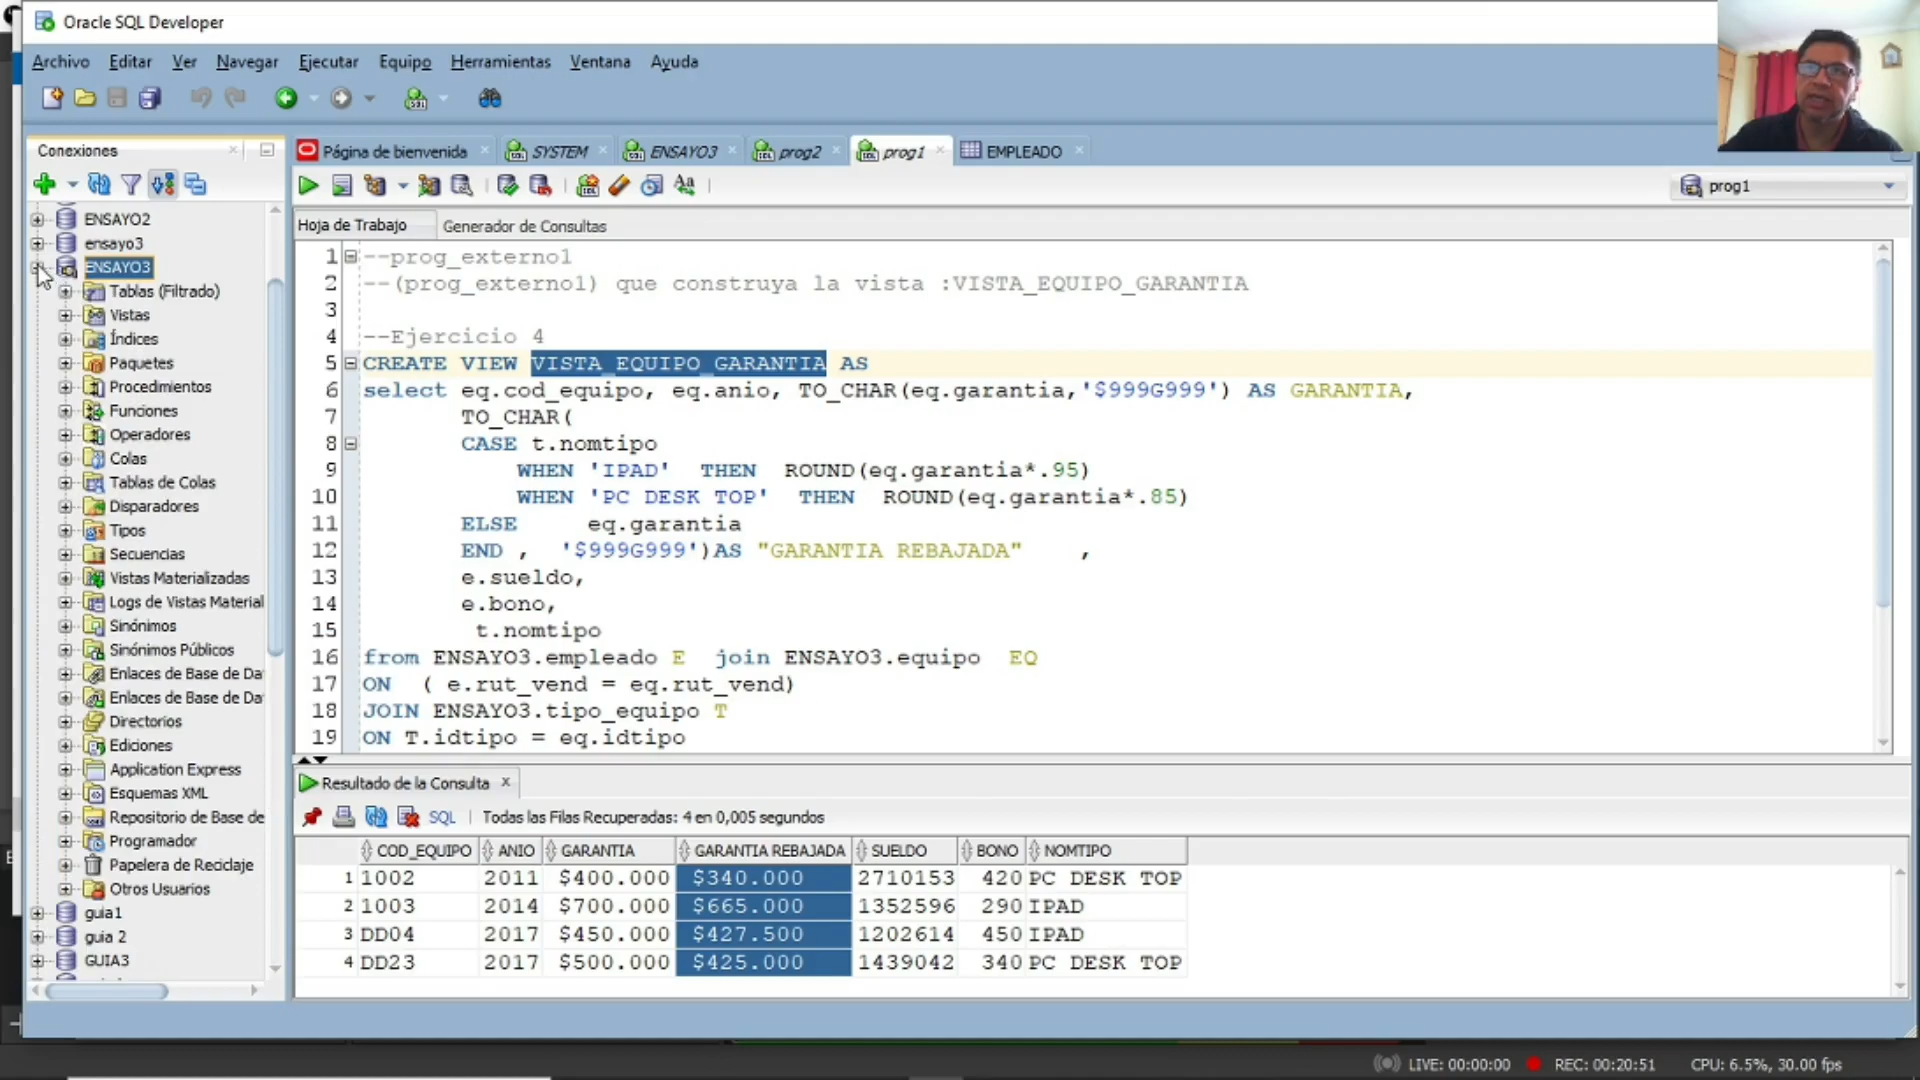 Oracle SQL Developer
Archivo Editar Ver Navegar Ejecutar Equipo Herramientas Ventana Ayuda
Conexiones
Página de bienvenida
SYSTEM
ENSAYO3
prog2
prog1
EMPLEADO
prog1
Hoja de Trabajo
Generador de Consultas
ENSAYO2
ensayo3
ENSAYO3
Tablas (Filtrado)
Vistas
Índices
Paquetes
Procedimientos
Funciones
Operadores
Colas
Tablas de Colas
Disparadores
Tipos
Secuencias
Vistas Materializadas
Logs de Vistas Material
Sinónimos
Sinónimos Públicos
Enlaces de Base de Da
Enlaces de Base de Da
Directorios
Ediciones
Application Express
Esquemas XML
Repositorio de Base de
Programador
Papelera de Reciclaje
Otros Usuarios
guia1
guia 2
GUIA3
1 --prog_externo1
2 --(prog_externo1) que construya la vista :VISTA_EQUIPO_GARANTIA
3
4 --Ejercicio 4
5 CREATE VIEW VISTA_EQUIPO_GARANTIA AS
6 select eq.cod_equipo, eq.anio, TO_CHAR(eq.garantia,'$999G999') AS GARANTIA,
7 TO_CHAR(
8 CASE t.nomtipo
9 WHEN 'IPAD' THEN ROUND(eq.garantia*.95)
10 WHEN 'PC DESK TOP' THEN ROUND(eq.garantia*.85)
11 ELSE eq.garantia
12 END , '$999G999')AS "GARANTIA REBAJADA" ,
13 e.sueldo,
14 e.bono,
15 t.nomtipo
16 from ENSAYO3.empleado E join ENSAYO3.equipo EQ
17 ON ( e.rut_vend = eq.rut_vend)
18 JOIN ENSAYO3.tipo_equipo T
19 ON T.idtipo = eq.idtipo
Resultado de la Consulta
SQL | Todas las Filas Recuperadas: 4 en 0,005 segundos
COD_EQUIPO ANIO GARANTIA GARANTIA REBAJADA SUELDO BONO NOMTIPO
1 1002 2011 $400.000 $340.000 2710153 420 PC DESK TOP
2 1003 2014 $700.000 $665.000 1352596 290 IPAD
3 DD04 2017 $450.000 $427.500 1202614 450 IPAD
4 DD23 2017 $500.000 $425.000 1439042 340 PC DESK TOP
LIVE: 00:00:00 REC: 00:20:51 CPU: 6.5%, 30.00 fps